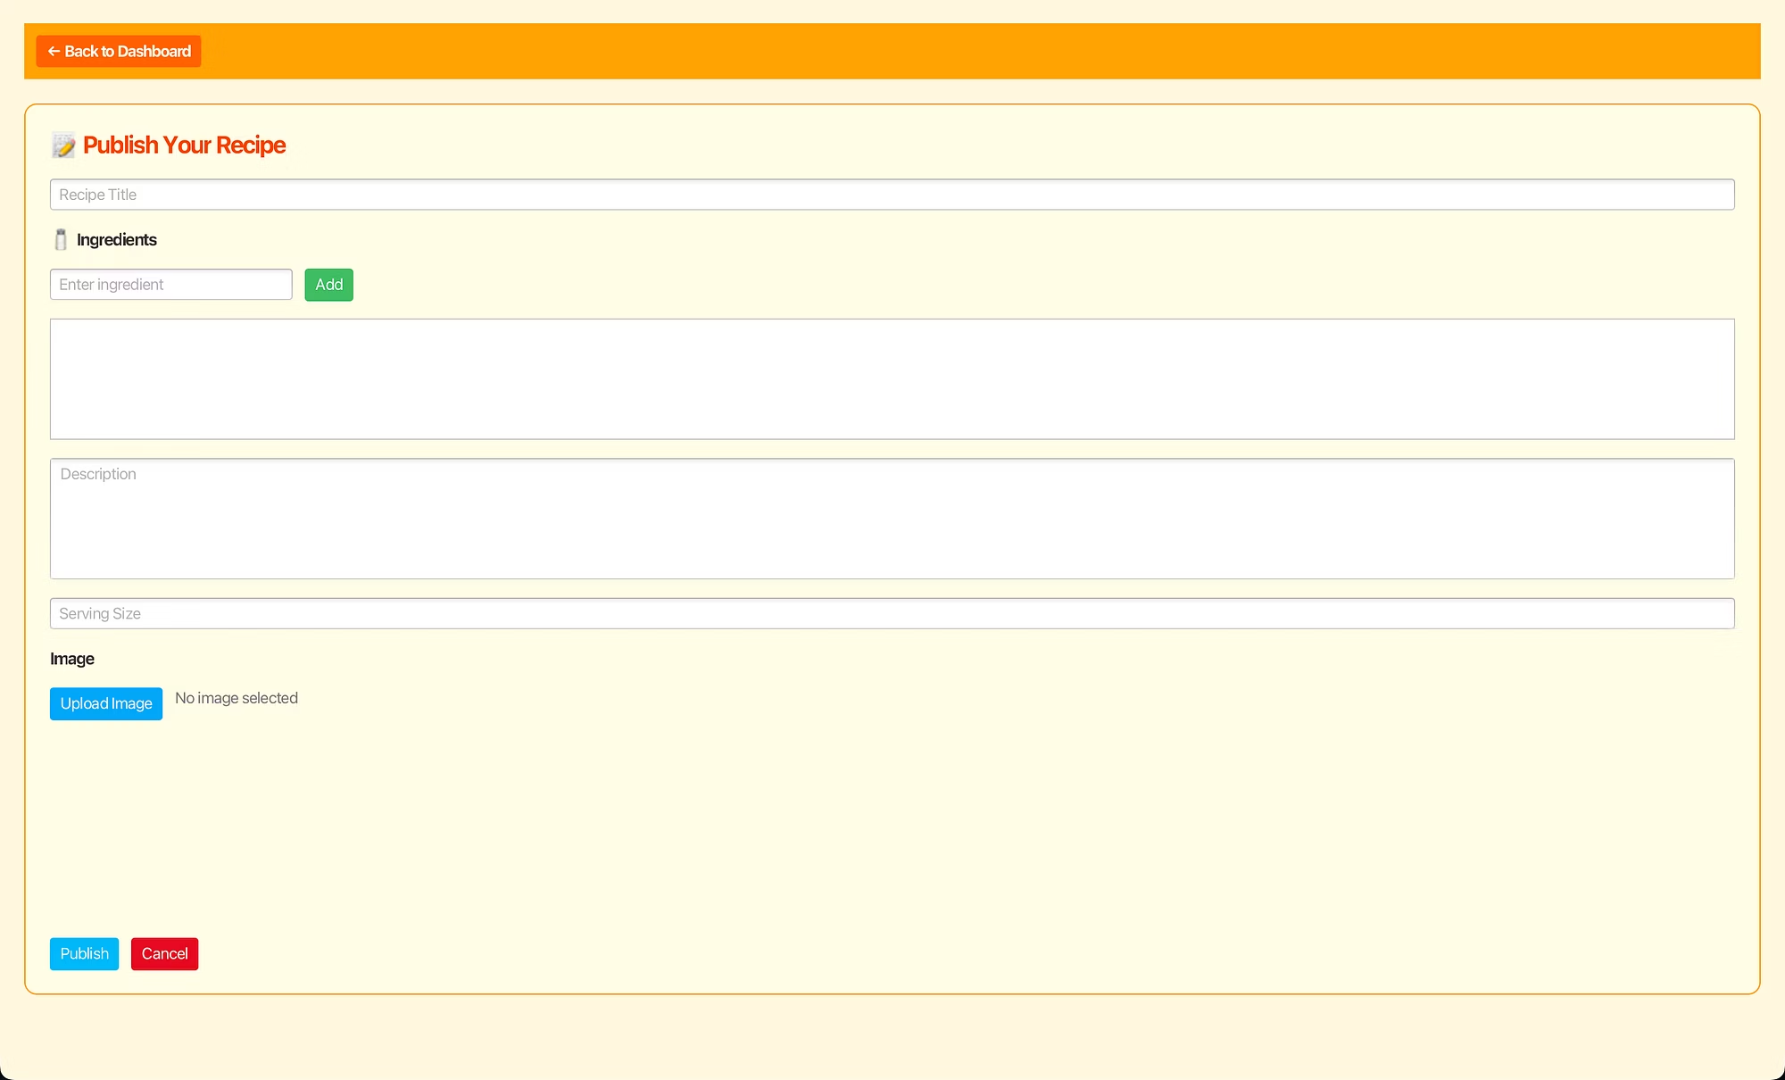 ← Back to Dashboard
📝 Publish Your Recipe
Recipe Title
🧂 Ingredients
Enter ingredient
Add
Description
Serving Size
Image
Upload Image
No image selected
Publish
Cancel